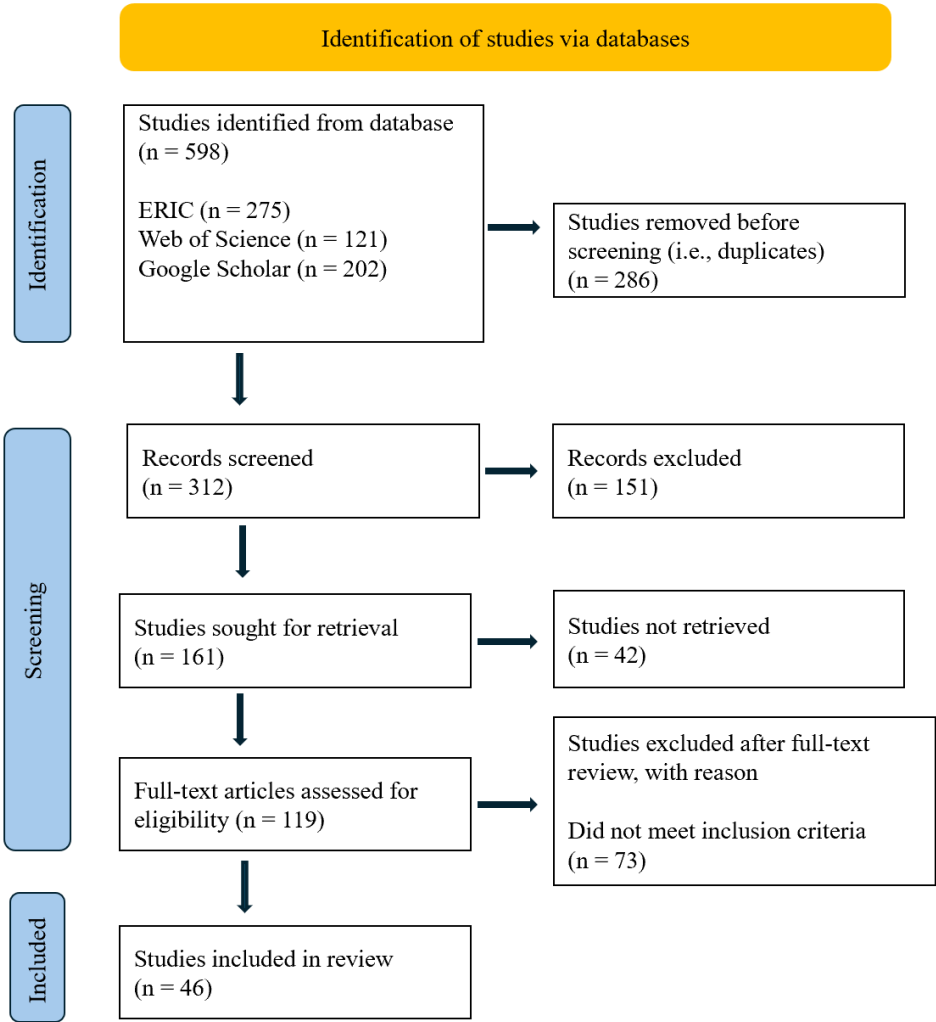 Identification of studies via databases
Identification
Studies identified from database
(n = 598)
ERIC (n = 275)
Web of Science (n = 121)
Google Scholar (n = 202)
Studies removed before
screening (i.e., duplicates)
(n = 286)
Screening
Records screened
(n = 312)
Records excluded
(n = 151)
Studies sought for retrieval
(n = 161)
Studies not retrieved
(n = 42)
Full-text articles assessed for
eligibility (n = 119)
Studies excluded after full-text
review, with reason
Did not meet inclusion criteria
(n = 73)
Included
Studies included in review
(n = 46)